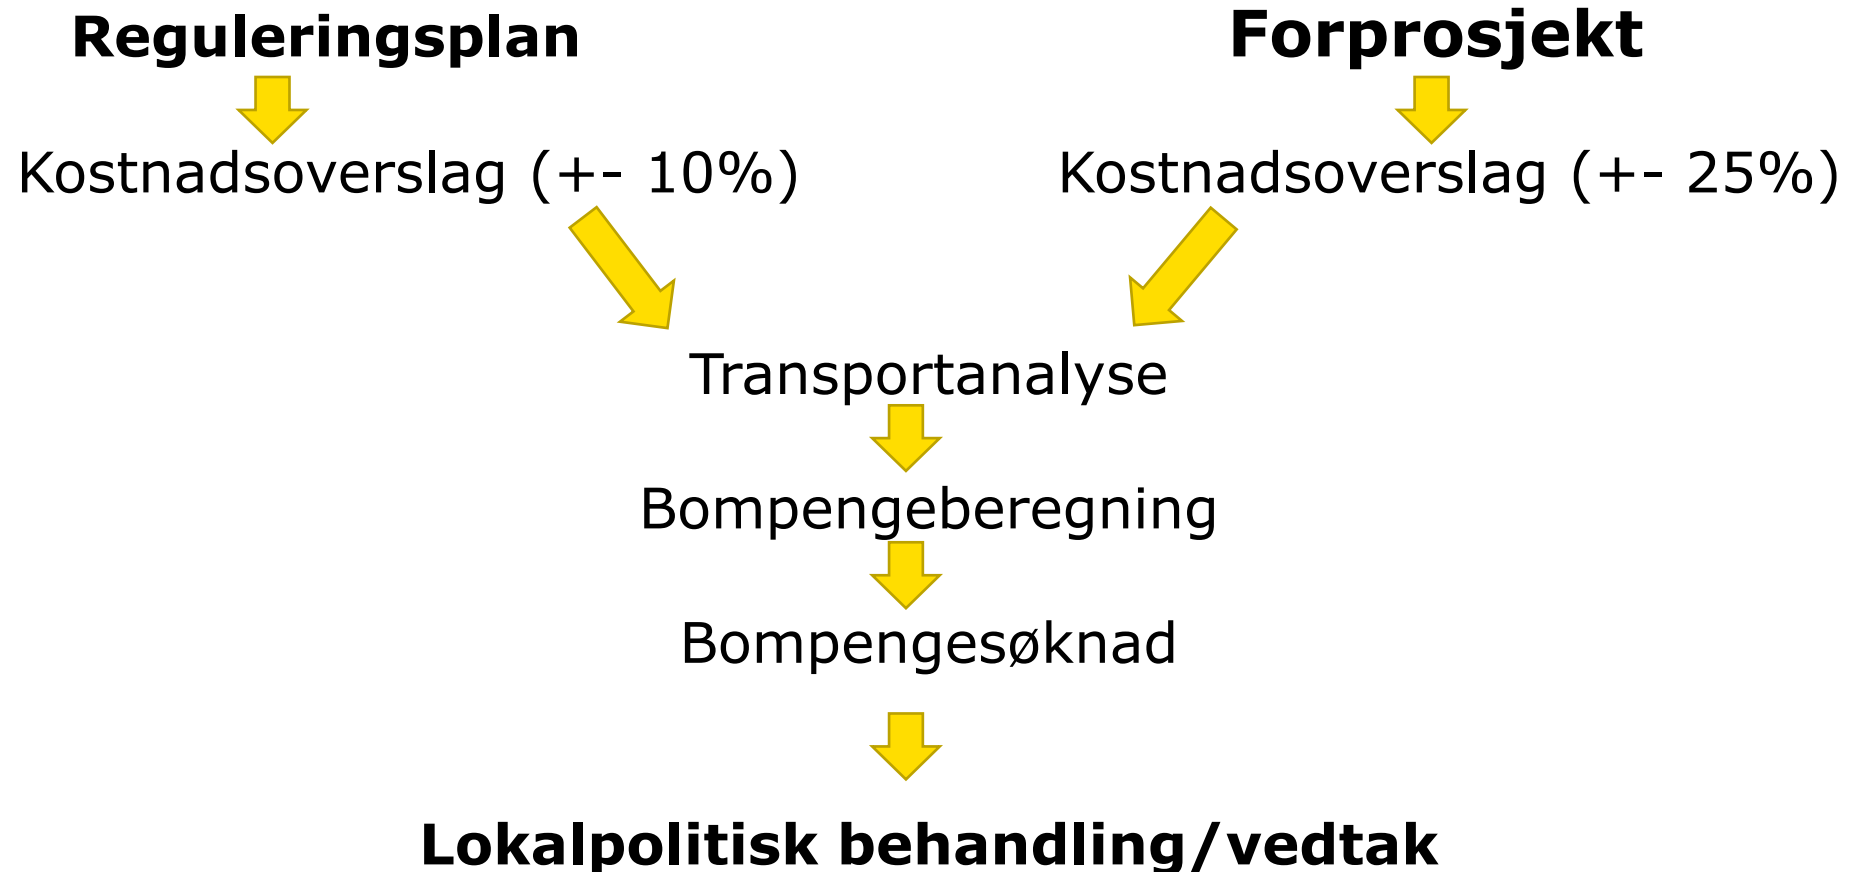 Reguleringsplan
Forprosjekt
Kostnadsoverslag (+- 10%)
Kostnadsoverslag (+- 25%)
Transportanalyse
Bompengeberegning
Bompengesøknad
Lokalpolitisk behandling/vedtak